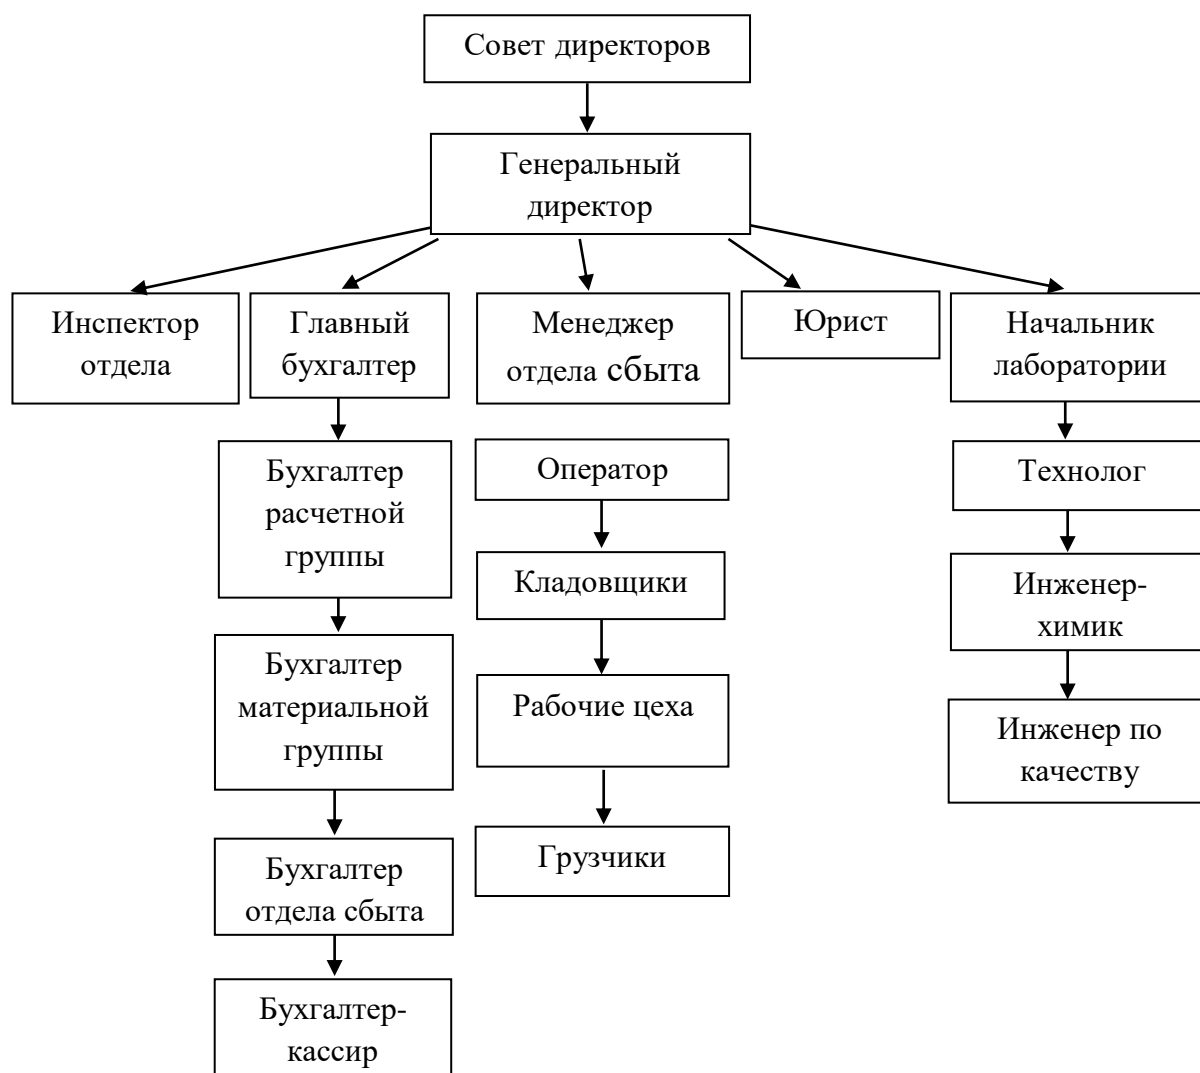 Совет директоров
Генеральный
директор
Инспектор
отдела
Главный
бухгалтер
Менеджер
отдела сбыта
Юрист
Начальник
лаборатории
Бухгалтер
расчетной
группы
Оператор
Технолог
Кладовщики
Инженер-
химик
Бухгалтер
материальной
группы
Рабочие цеха
Инженер по
качеству
Бухгалтер
отдела сбыта
Грузчики
Бухгалтер-
кассир